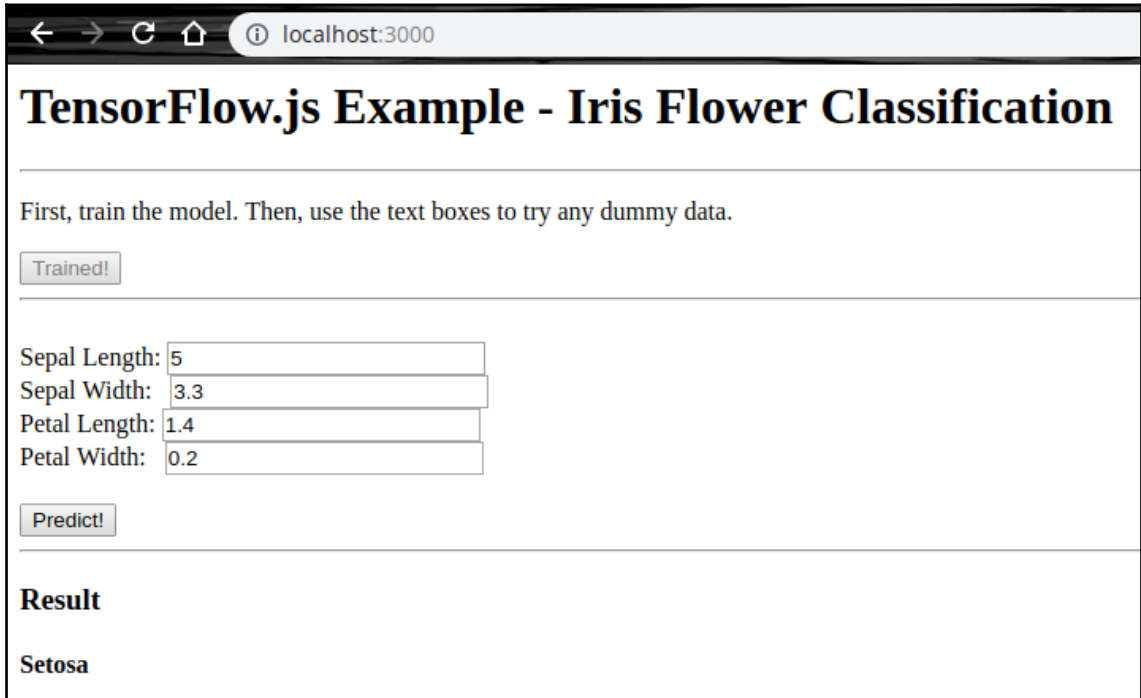 localhost:3000
TensorFlow.js Example - Iris Flower Classification
First, train the model. Then, use the text boxes to try any dummy data.
Trained!
Sepal Length: 5
Sepal Width: 3.3
Petal Length: 1.4
Petal Width: 0.2
Predict!
Result
Setosa